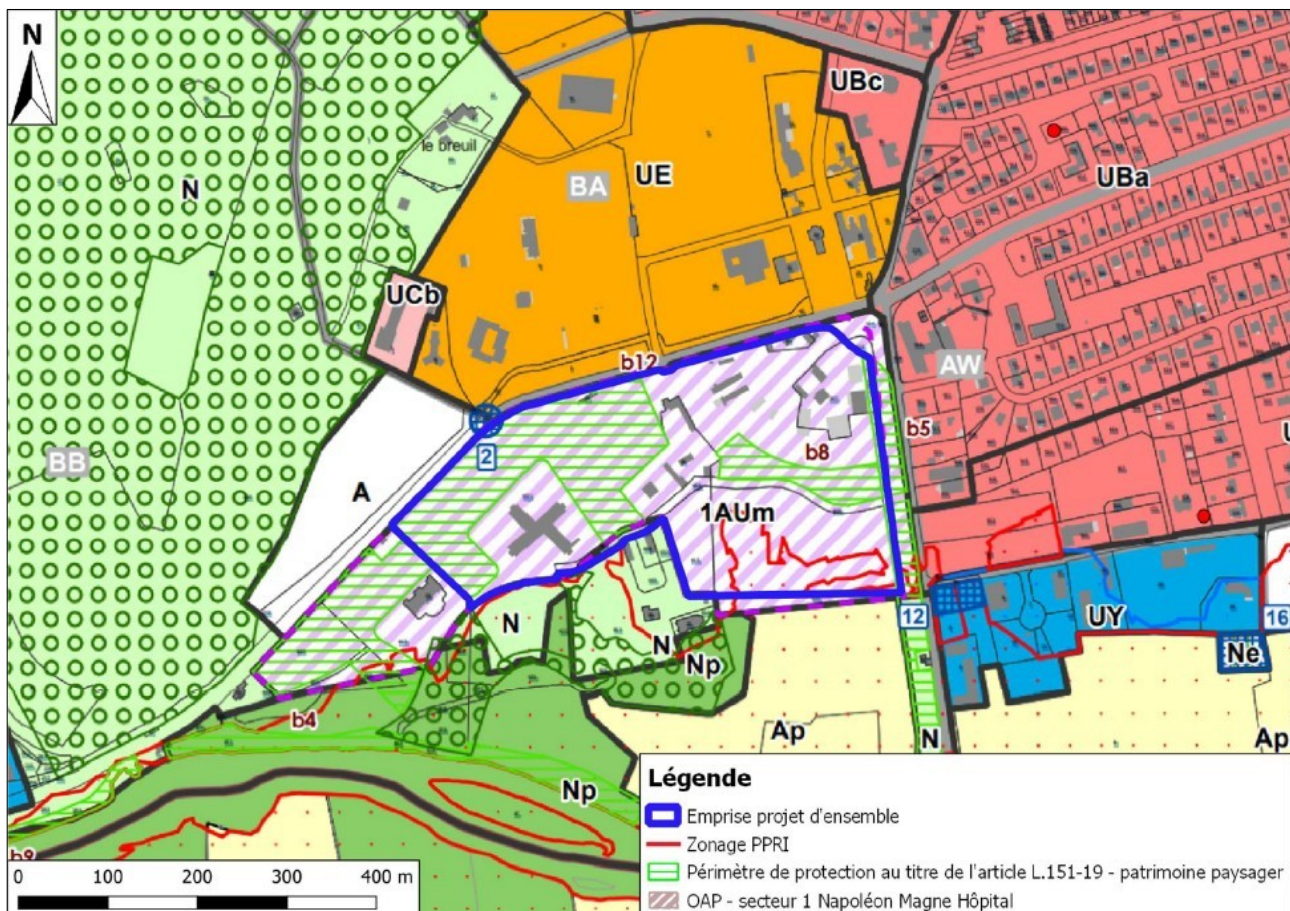 N
UBc
le breuil
N
BA
UE
UBa
UCb
b12
AW
2
b5
BB
A
b8
1AUm
N
12
UY
16
N
Np
Ne
b4
Ap
N
Ap
Np
b9
0 100 200 300 400 m
Légende
Emprise projet d'ensemble
Zonage PPRI
Périmètre de protection au titre de l'article L.151-19 - patrimoine paysager
OAP - secteur 1 Napoléon Magne Hôpital